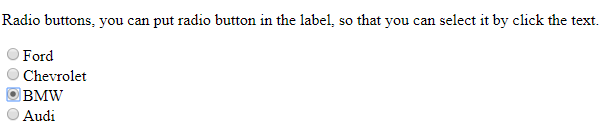 Radio buttons, you can put radio button in the label, so that you can select it by click the text.
Ford
Chevrolet
BMW
Audi